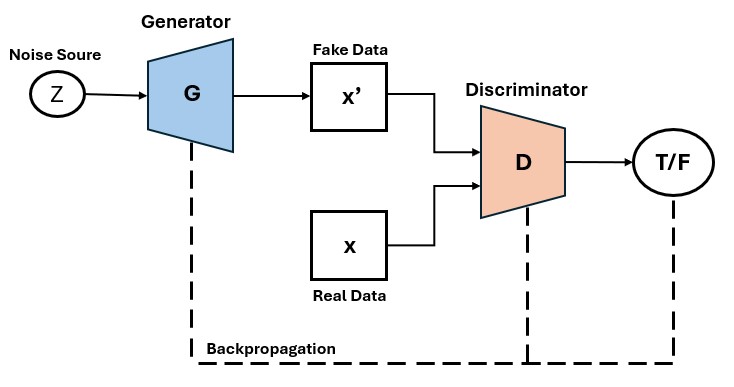 Generator
Noise Soure
Z
G
Fake Data
x’
Discriminator
D
T/F
x
Real Data
Backpropagation